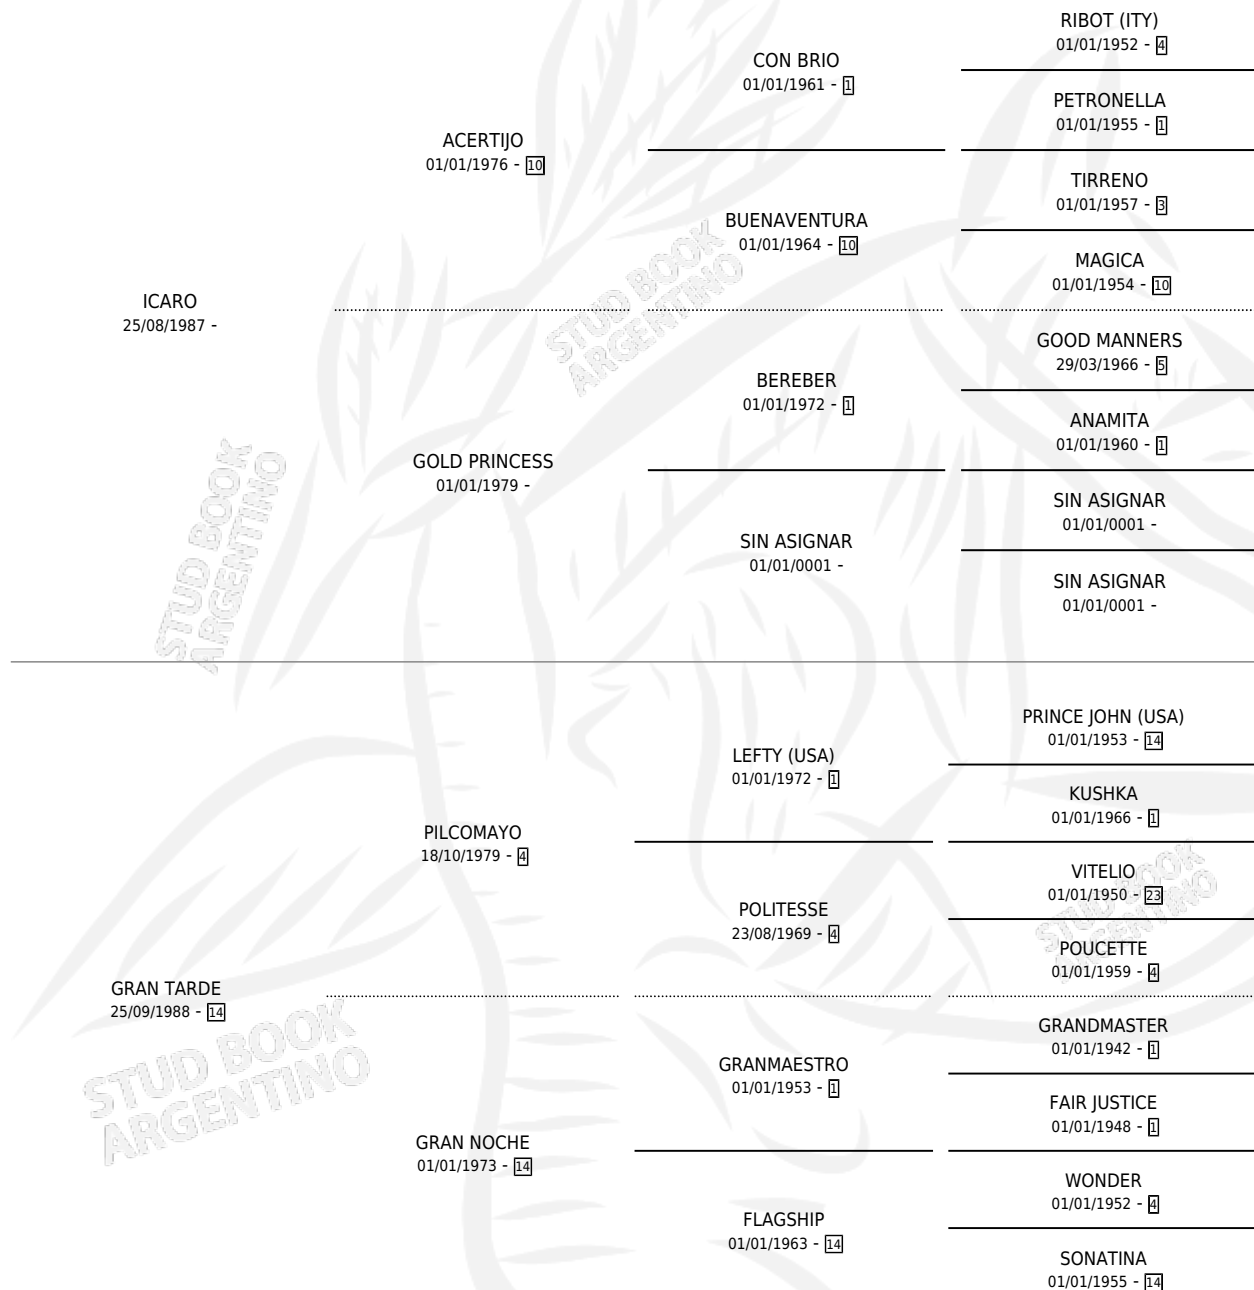 RIBOT (ITY)
01/01/1952 - 4
CON BRIO
01/01/1961 - 1
PETRONELLA
01/01/1955 - 1
ACERTIJO
01/01/1976 - 10
TIRRENO
01/01/1957 - 3
BUENAVENTURA
01/01/1964 - 10
MAGICA
01/01/1954 - 10
ICARO
25/08/1987 -
GOOD MANNERS
29/03/1966 - 5
BEREBER
01/01/1972 - 1
ANAMITA
01/01/1960 - 1
GOLD PRINCESS
01/01/1979 -
SIN ASIGNAR
01/01/0001 -
SIN ASIGNAR
01/01/0001 -
SIN ASIGNAR
01/01/0001 -
STUD BOOK
ARGENTINO
STUD BOOK
ARGENTINO
PRINCE JOHN (USA)
01/01/1953 - 14
LEFTY (USA)
01/01/1972 - 1
KUSHKA
01/01/1966 - 1
PILCOMAYO
18/10/1979 - 4
VITELIO
01/01/1950 - 23
POLITESSE
23/08/1969 - 4
POUCETTE
01/01/1959 - 4
STUD BOOK
ARGENTINO
GRAN TARDE
25/09/1988 - 14
GRANDMASTER
01/01/1942 - 1
GRANMAESTRO
01/01/1953 - 1
FAIR JUSTICE
01/01/1948 - 1
GRAN NOCHE
01/01/1973 - 14
WONDER
01/01/1952 - 4
FLAGSHIP
01/01/1963 - 14
SONATINA
01/01/1955 - 14
STUD BOOK
ARGENTINO